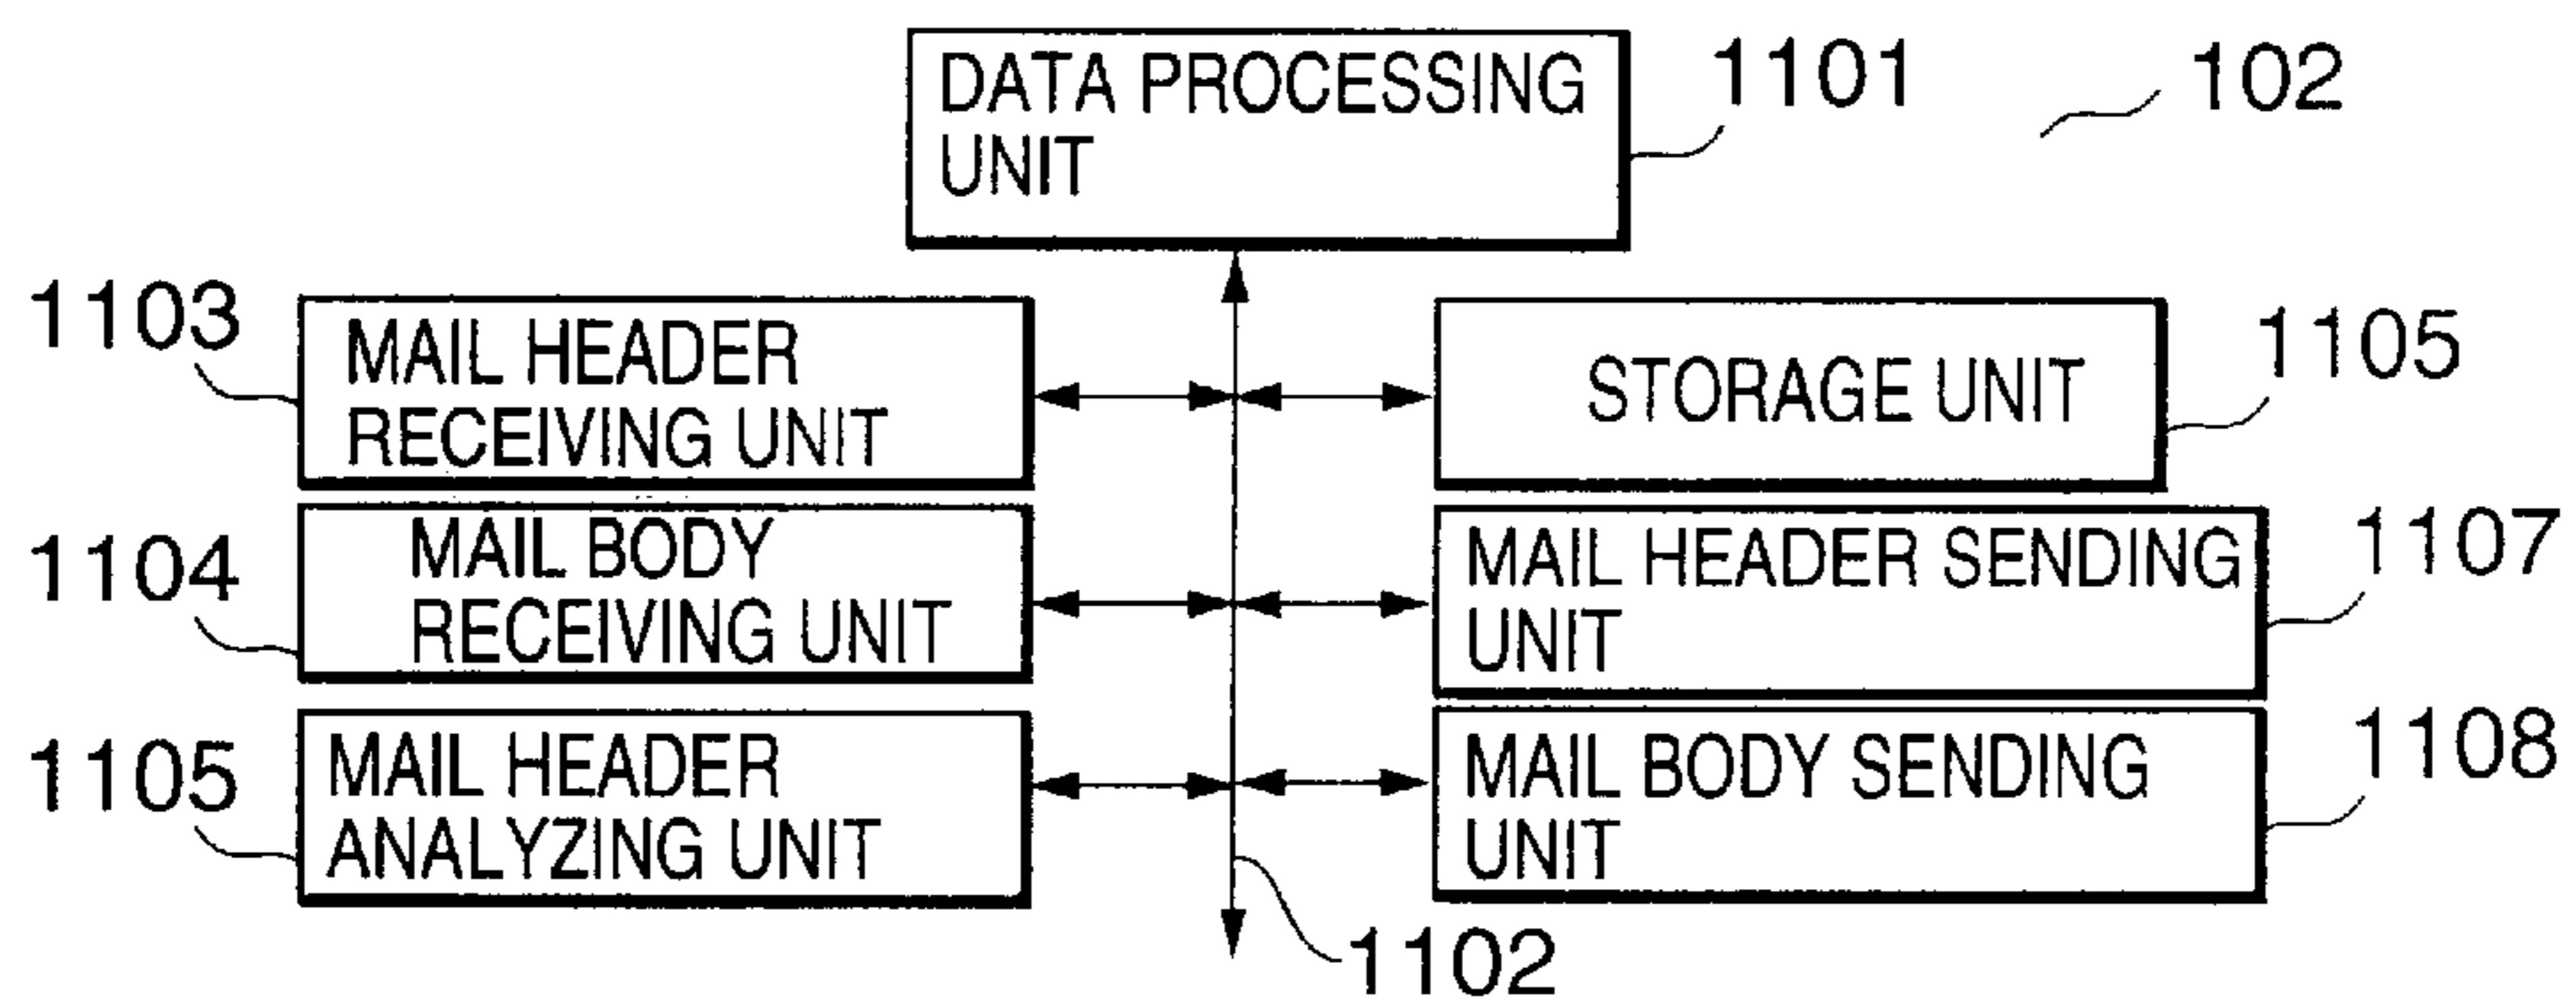 DATA PROCESSING
UNIT
1101
102
1103
MAIL HEADER
RECEIVING UNIT
STORAGE UNIT
1105
1104
MAIL BODY
RECEIVING UNIT
MAIL HEADER SENDING
UNIT
1107
1105
MAIL HEADER
ANALYZING UNIT
MAIL BODY SENDING
UNIT
1108
1102